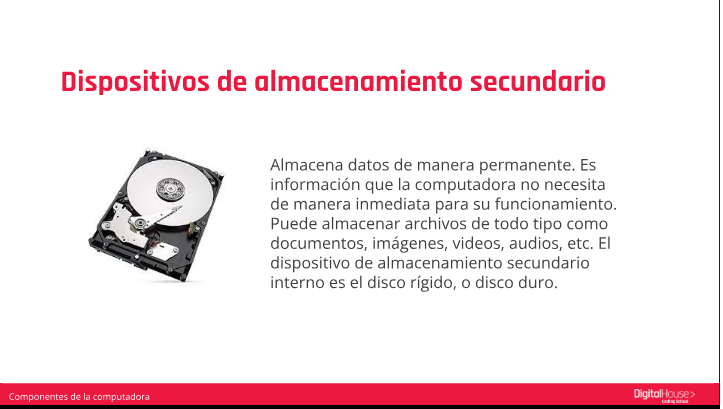 Dispositivos de almacenamiento secundario
Almacena datos de manera permanente. Es
información que la computadora no necesita
de manera inmediata para su funcionamiento.
Puede almacenar archivos de todo tipo como
documentos, imágenes, videos, audios, etc. El
dispositivo de almacenamiento secundario
interno es el disco rígido, o disco duro.
Componentes de la computadora
DigitalHouse>
Coding School